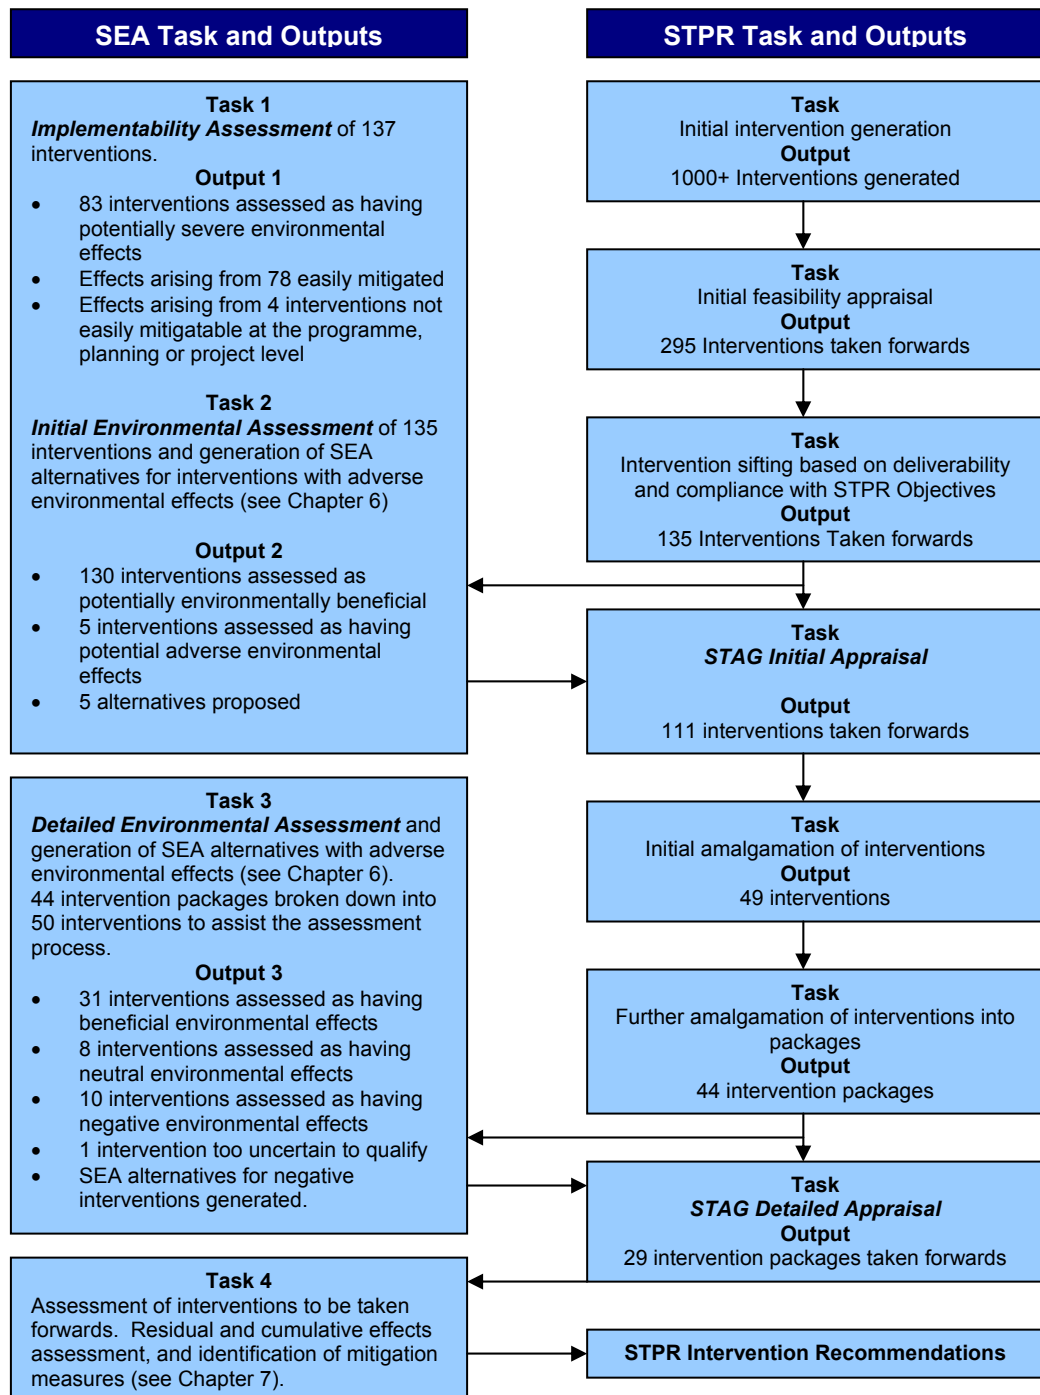 SEA Task and Outputs
Task 1
Implementability Assessment of 137
interventions.
Output 1
• 83 interventions assessed as having
potentially severe environmental
effects
• Effects arising from 78 easily mitigated
• Effects arising from 4 interventions not
easily mitigatable at the programme,
planning or project level
Task 2
Initial Environmental Assessment of 135
interventions and generation of SEA
alternatives for interventions with adverse
environmental effects (see Chapter 6)
Output 2
• 130 interventions assessed as
potentially environmentally beneficial
• 5 interventions assessed as having
potential adverse environmental
effects
• 5 alternatives proposed
Task 3
Detailed Environmental Assessment and
generation of SEA alternatives with adverse
environmental effects (see Chapter 6).
44 intervention packages broken down into
50 interventions to assist the assessment
process.
Output 3
• 31 interventions assessed as having
beneficial environmental effects
• 8 interventions assessed as having
neutral environmental effects
• 10 interventions assessed as having
negative environmental effects
• 1 intervention too uncertain to qualify
• SEA alternatives for negative
interventions generated.
Task 4
Assessment of interventions to be taken
forwards. Residual and cumulative effects
assessment, and identification of mitigation
measures (see Chapter 7).
STPR Task and Outputs
Task
Initial intervention generation
Output
1000+ Interventions generated
Task
Initial feasibility appraisal
Output
295 Interventions taken forwards
Task
Intervention sifting based on deliverability
and compliance with STPR Objectives
Output
135 Interventions Taken forwards
Task
STAG Initial Appraisal
Output
111 interventions taken forwards
Task
Initial amalgamation of interventions
Output
49 interventions
Task
Further amalgamation of interventions into
packages
Output
44 intervention packages
Task
STAG Detailed Appraisal
Output
29 intervention packages taken forwards
STPR Intervention Recommendations